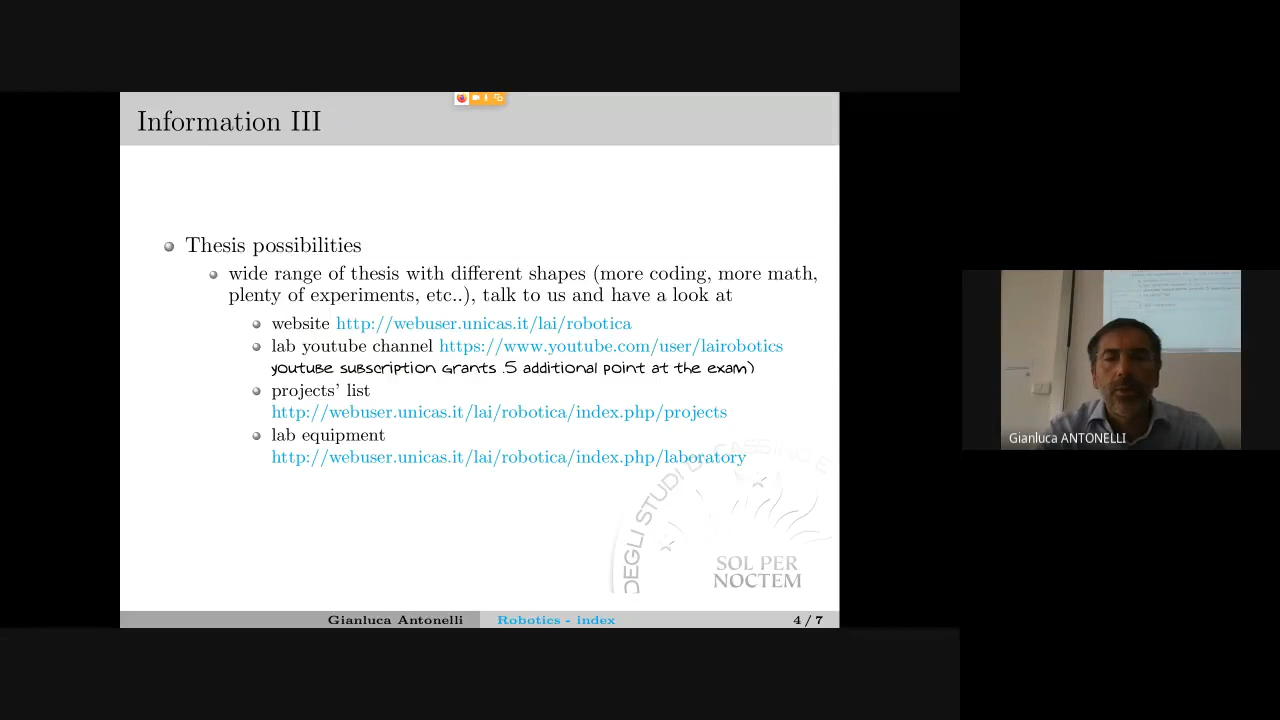 Information III
Thesis possibilities
wide range of thesis with different shapes (more coding, more math,
plenty of experiments, etc..), talk to us and have a look at
website http://webuser.unicas.it/lai/robotica
lab youtube channel https://www.youtube.com/user/lairobotics
youtube subscription grants .5 additional point at the exam)
projects' list
http://webuser.unicas.it/lai/robotica/index.php/projects
lab equipment
http://webuser.unicas.it/lai/robotica/index.php/laboratory
DEGLI STUDI DI CASSINO E
SOL PER
NOCTEM
Gianluca Antonelli
Robotics - index
4 / 7
Gianluca ANTONELLI